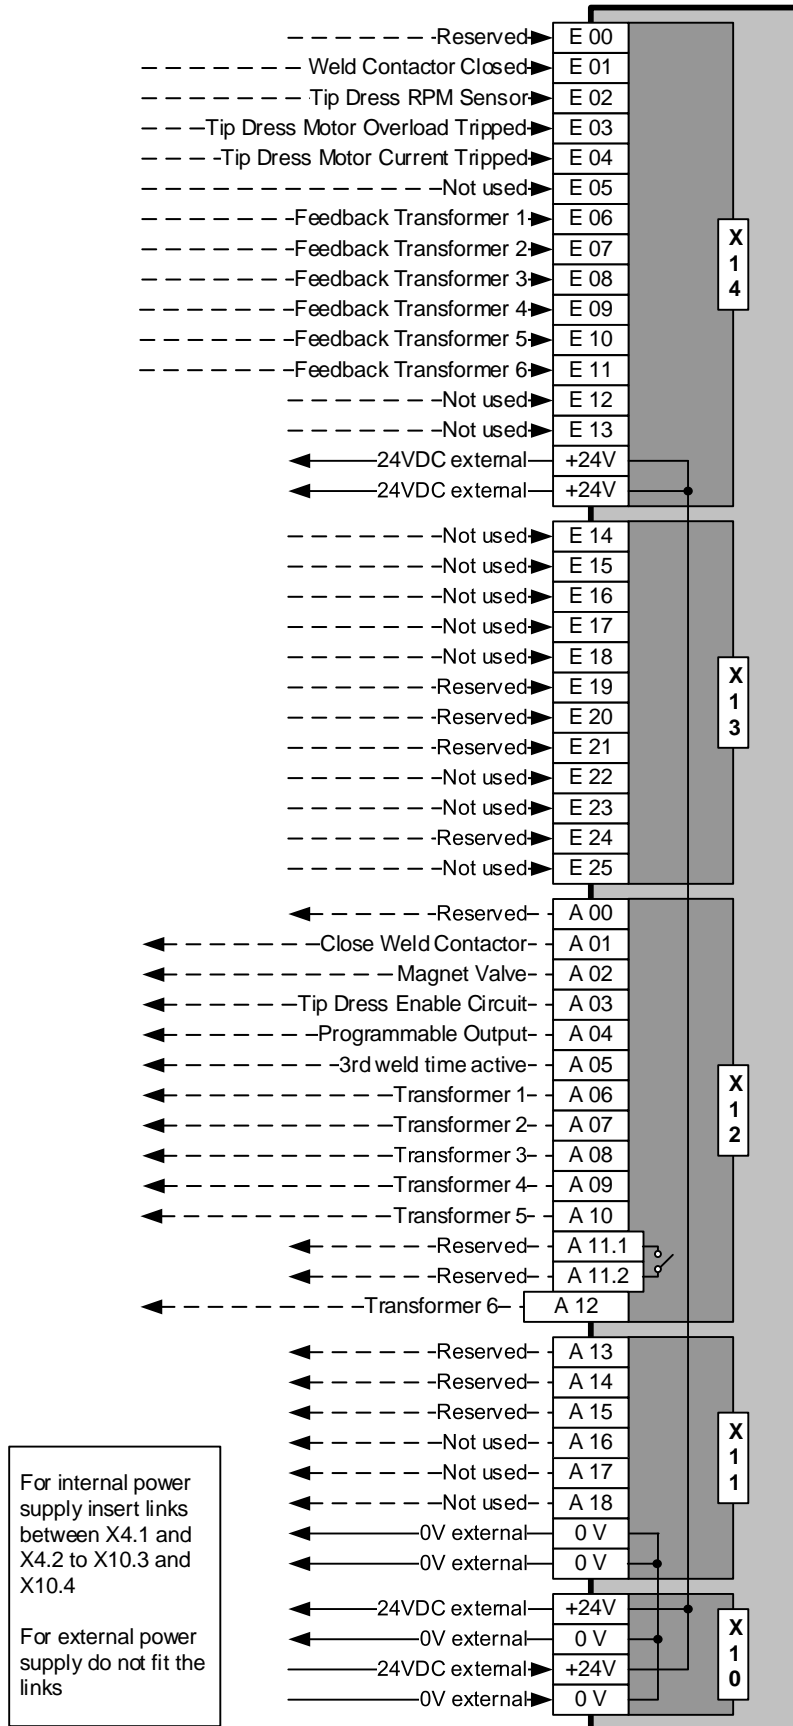 Reserved E 00
Weld Contactor Closed E 01
Tip Dress RPM Sensor E 02
Tip Dress Motor Overload Tripped E 03
Tip Dress Motor Current Tripped E 04
Not used E 05
Feedback Transformer 1 E 06
Feedback Transformer 2 E 07
Feedback Transformer 3 E 08
Feedback Transformer 4 E 09
Feedback Transformer 5 E 10
Feedback Transformer 6 E 11
Not used E 12
Not used E 13
24VDC external +24V
24VDC external +24V
X14
Not used E 14
Not used E 15
Not used E 16
Not used E 17
Not used E 18
Reserved E 19
Reserved E 20
Reserved E 21
Not used E 22
Not used E 23
Reserved E 24
Not used E 25
X13
Reserved A 00
Close Weld Contactor A 01
Magnet Valve A 02
Tip Dress Enable Circuit A 03
Programmable Output A 04
3rd weld time active A 05
Transformer 1 A 06
Transformer 2 A 07
Transformer 3 A 08
Transformer 4 A 09
Transformer 5 A 10
Reserved A 11.1
Reserved A 11.2
Transformer 6 A 12
X12
Reserved A 13
Reserved A 14
Reserved A 15
Not used A 16
Not used A 17
Not used A 18
0V external 0 V
0V external 0 V
X11
24VDC external +24V
0V external 0 V
24VDC external +24V
0V external 0 V
X10
For internal power
supply insert links
between X4.1 and
X4.2 to X10.3 and
X10.4
For external power
supply do not fit the
links